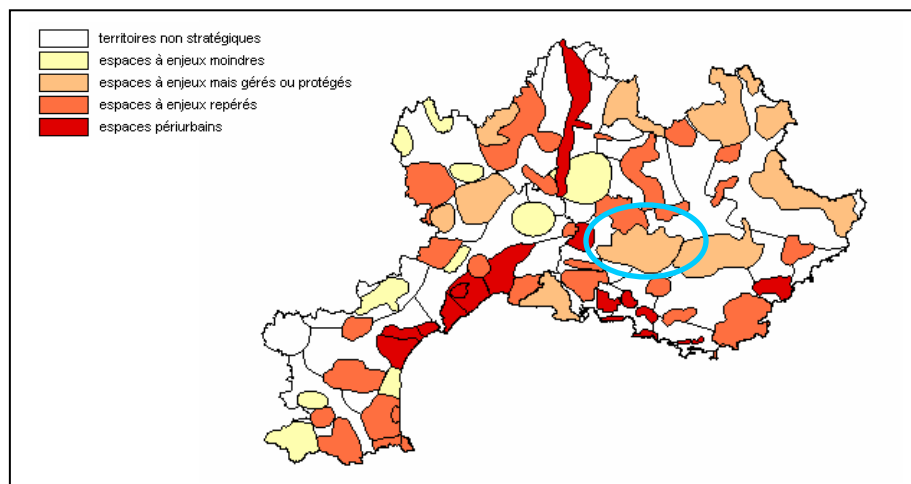 territoires non stratégiques
espaces à enjeux moindres
espaces à enjeux mais gérés ou protégés
espaces à enjeux repérés
espaces périurbains